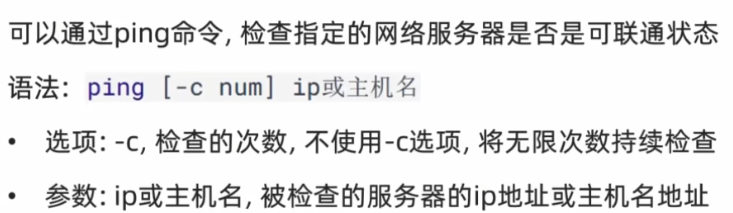 可以通过ping命令, 检查指定的网络服务器是否是可联通状态
语法: ping [-c num] ip或主机名
• 选项: -c, 检查的次数, 不使用-c选项, 将无限次数持续检查
• 参数: ip或主机名, 被检查的服务器的ip地址或主机名地址